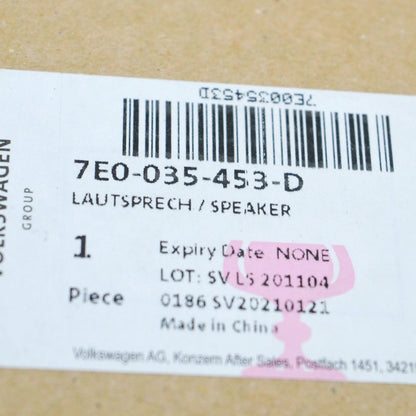 7E0035453D
7E0-035-453-D
LAUTSPRECH / SPEAKER
VOLKSWAGEN
GROUP
1 Expiry Date NONE
LOT: SV LS 201104
Piece 0186 SV20210121
Made in China
Volkswagen AG, Konzern After Sales, Postfach 1451, 34219